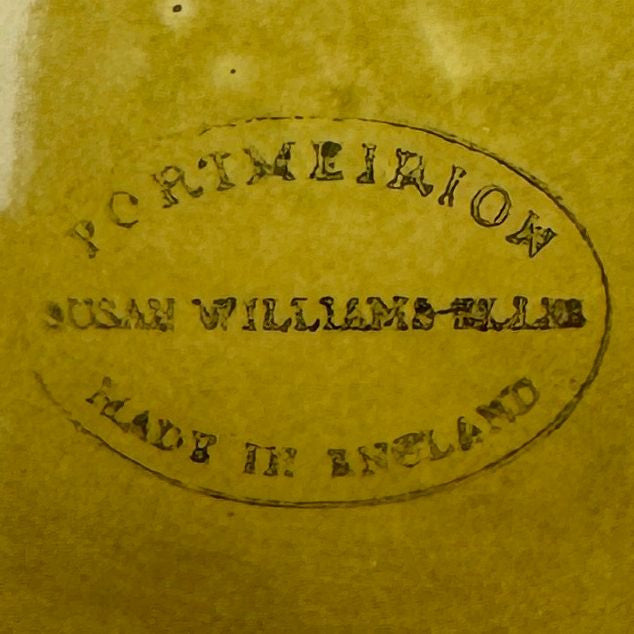 PORTMEIRION
SUSAN WILLIAMS-ELLIS
MADE IN ENGLAND